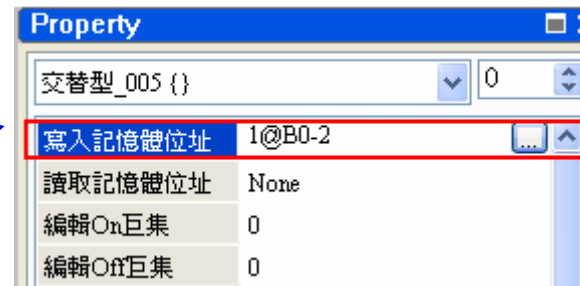 Property
交替型_005 {} 0
寫入記憶體位址 1@B0-2 ...
讀取記憶體位址 None
編輯On巨集 0
編輯Off巨集 0